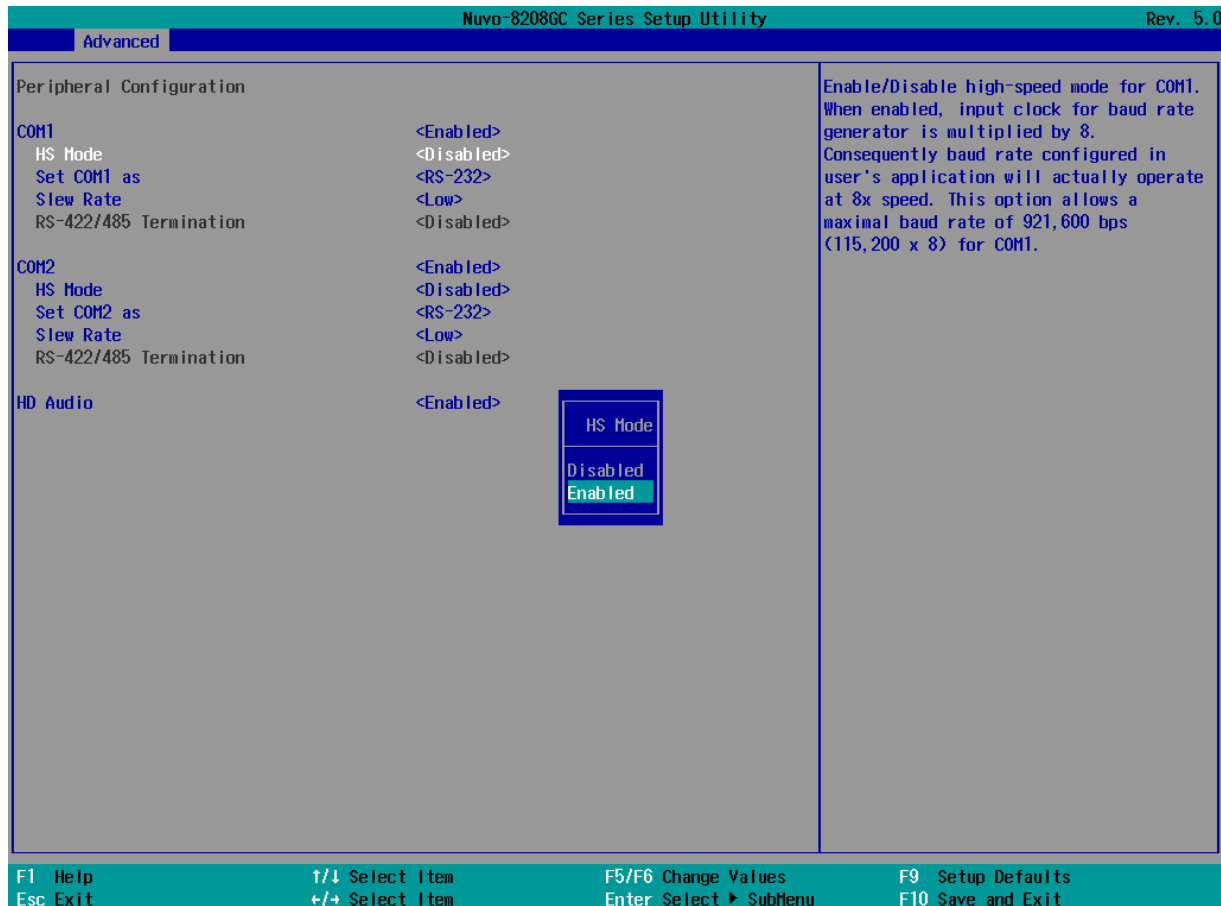 Nuvo-8208GC Series Setup Utility Rev. 5.0
Advanced
Peripheral Configuration
COM1 <Enabled>
HS Mode <Disabled>
Set COM1 as <RS-232>
Slew Rate <Low>
RS-422/485 Termination <Disabled>
COM2 <Enabled>
HS Mode <Disabled>
Set COM2 as <RS-232>
Slew Rate <Low>
RS-422/485 Termination <Disabled>
HD Audio <Enabled>
HS Mode
Disabled
Enabled
Enable/Disable high-speed mode for COM1.
When enabled, input clock for baud rate
generator is multiplied by 8.
Consequently baud rate configured in
user's application will actually operate
at 8x speed. This option allows a
maximal baud rate of 921,600 bps
(115,200 x 8) for COM1.
F1 Help ↑/↓ Select Item F5/F6 Change Values F9 Setup Defaults
Esc Exit ←/→ Select Item Enter Select ▶ SubMenu F10 Save and Exit